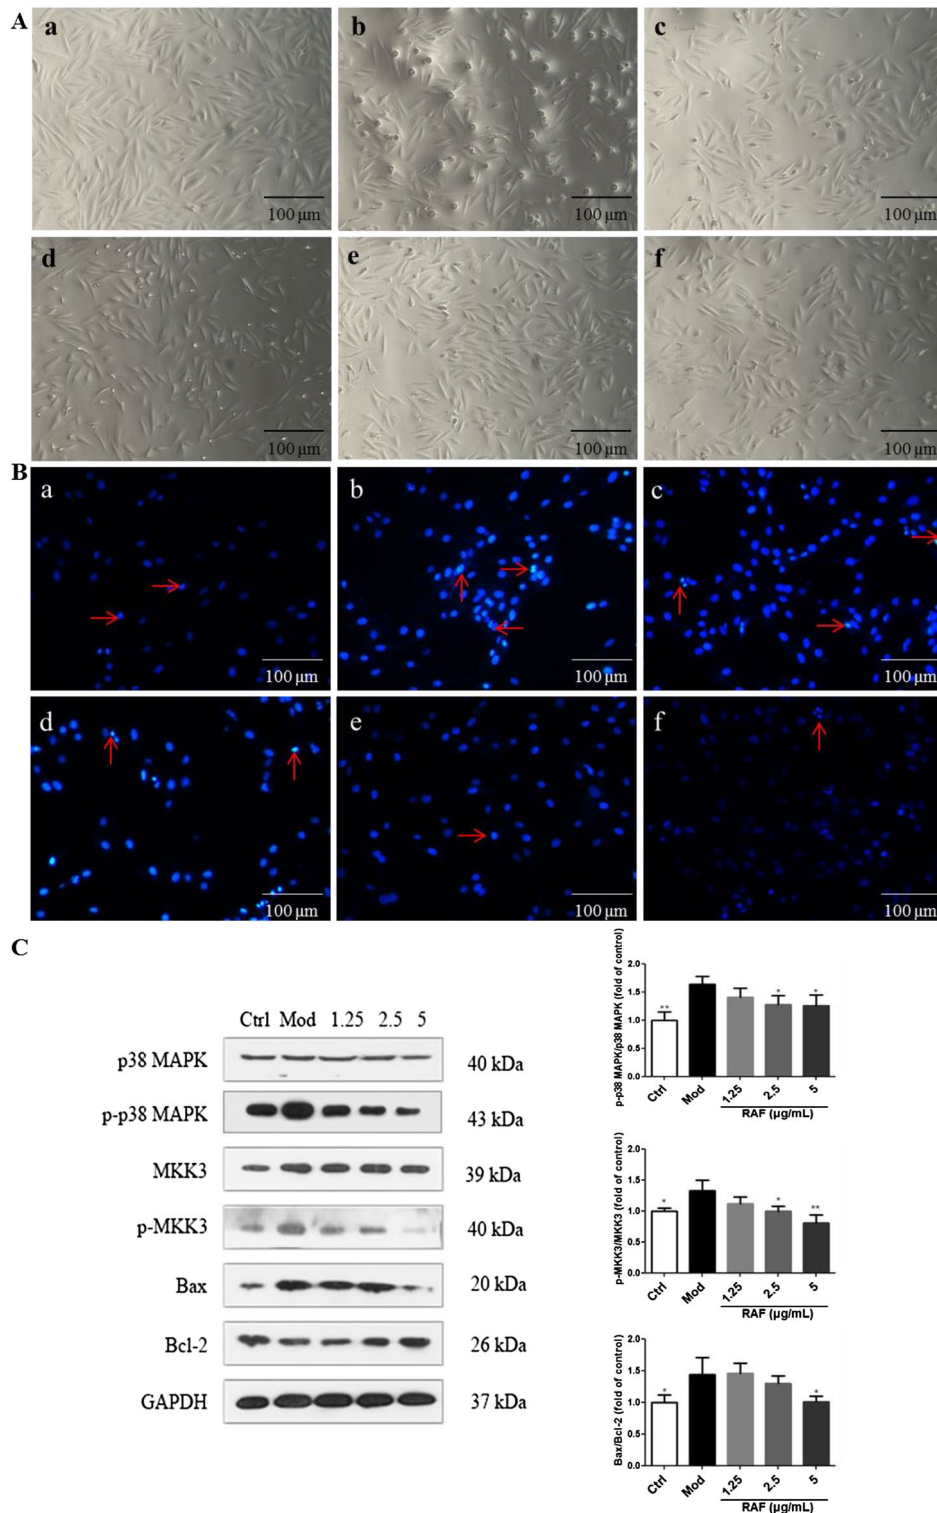 A
a
b
c
100 µm
100 µm
100 µm
d
e
f
100 µm
100 µm
100 µm
B
a
b
c
100 µm
100 µm
100 µm
d
e
f
100 µm
100 µm
100 µm
C
Ctrl Mod 1.25 2.5 5
p38 MAPK 40 kDa
p-p38 MAPK 43 kDa
MKK3 39 kDa
p-MKK3 40 kDa
Bax 20 kDa
Bcl-2 26 kDa
GAPDH 37 kDa
p-p38 MAPK/p38 MAPK (fold of control)
2.0
1.5
1.0
0.5
0.0
** * *
Ctrl Mod 1.25 2.5 5
RAF (µg/mL)
p-MKK3/MKK3 (fold of control)
2.0
1.5
1.0
0.5
0.0
* * **
Ctrl Mod 1.25 2.5 5
RAF (µg/mL)
Bax/Bcl-2 (fold of control)
2.0
1.5
1.0
0.5
0.0
* *
Ctrl Mod 1.25 2.5 5
RAF (µg/mL)